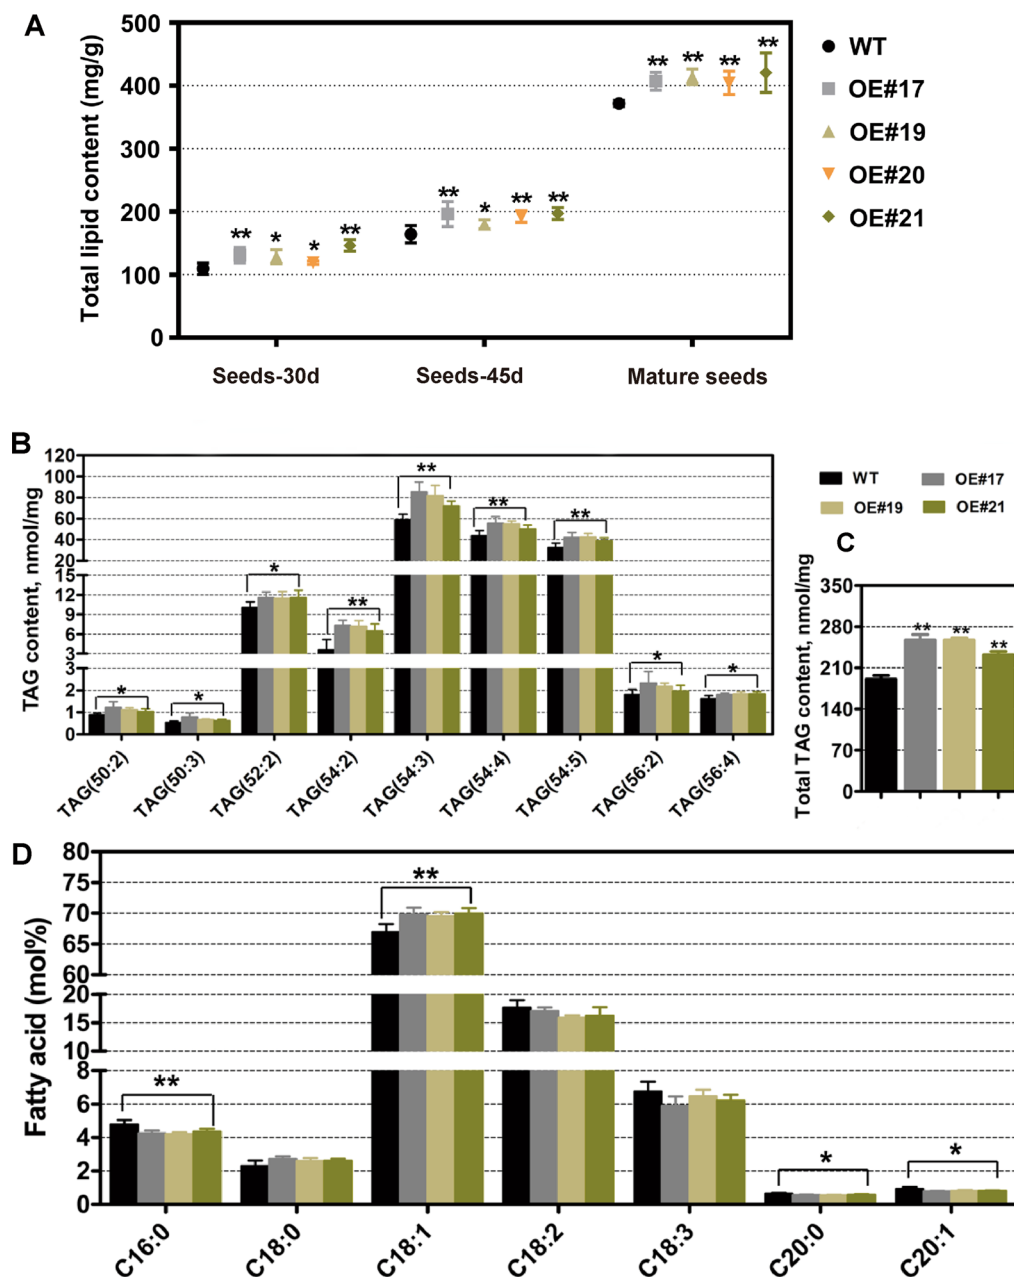 A
Total lipid content (mg/g)
500
400
300
200
100
0
** * * **
** * ** **
** ** ** **
Seeds-30d Seeds-45d Mature seeds
WT
OE#17
OE#19
OE#20
OE#21
B
TAG content, nmol/mg
120
100
80
60
40
20
15
12
9
6
3
3
2
1
0
* * * ** ** ** ** * *
TAG(50:2) TAG(50:3) TAG(52:2) TAG(54:2) TAG(54:3) TAG(54:4) TAG(54:5) TAG(56:2) TAG(56:4)
WT OE#17
OE#19 OE#21
C
Total TAG content, nmol/mg
350
280
210
140
70
0
** ** **
D
Fatty acid (mol%)
80
75
70
65
60
20
15
10
8
6
4
2
0
** ** * *
C16:0 C18:0 C18:1 C18:2 C18:3 C20:0 C20:1